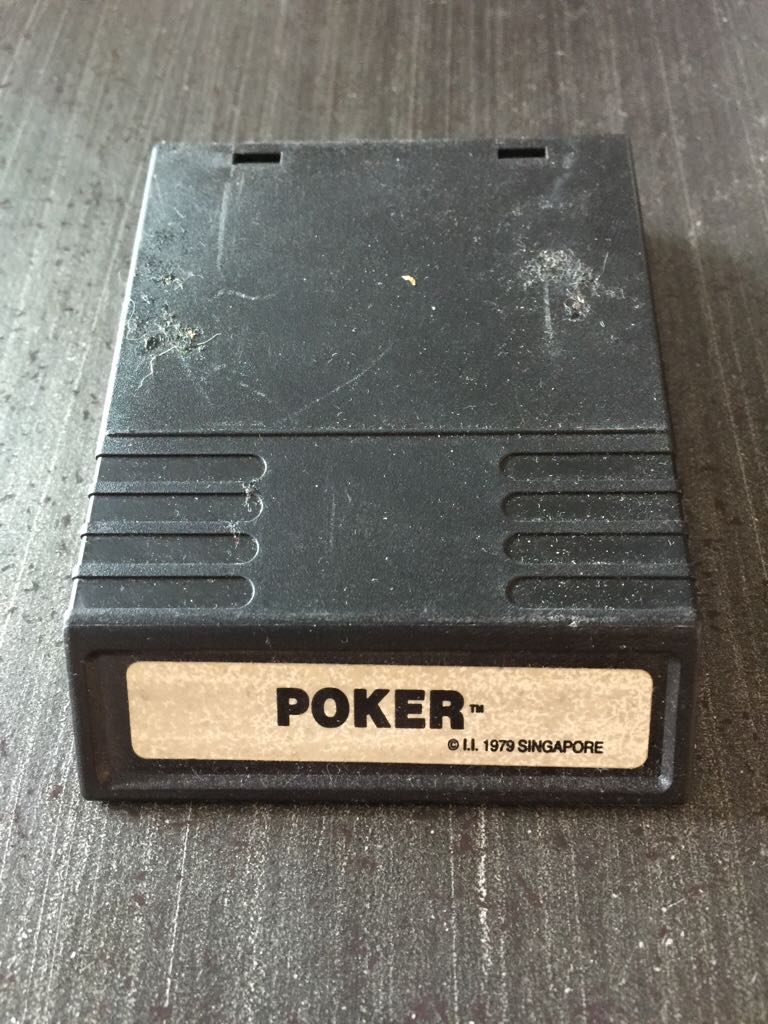 POKER™
© I.I. 1979 SINGAPORE